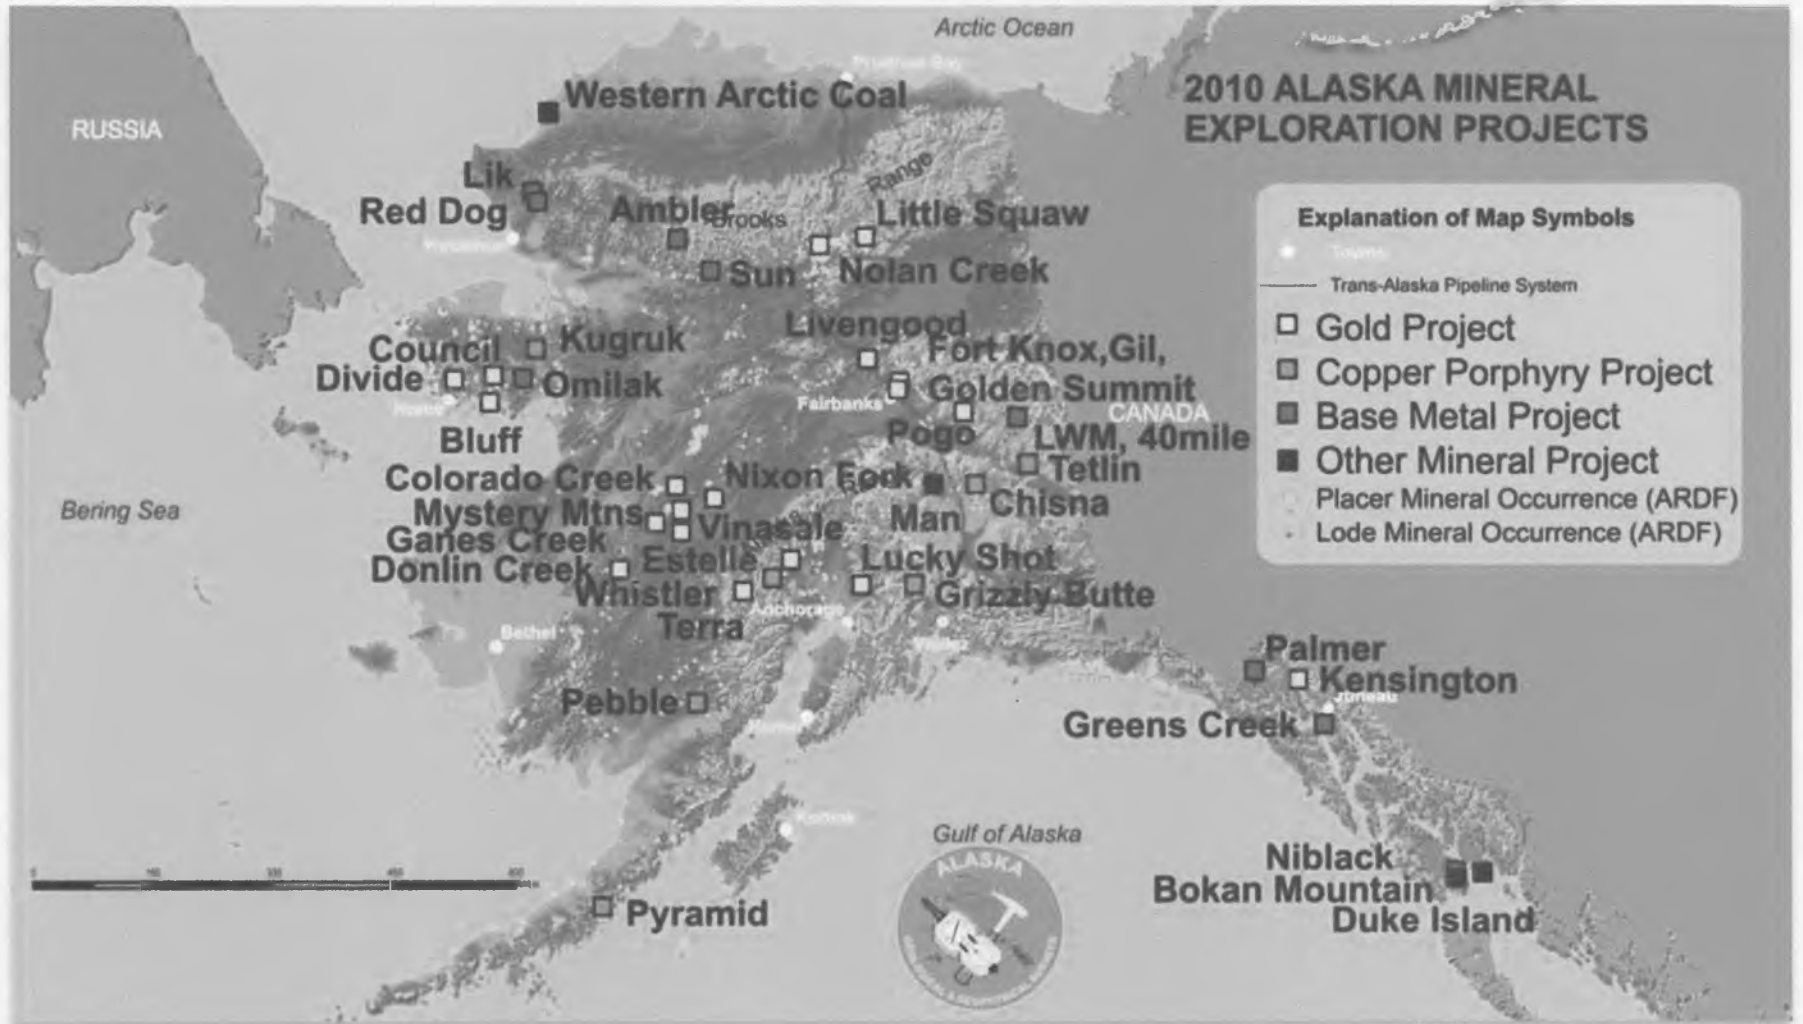 Arctic Ocean
Prudhoe Bay
2010 ALASKA MINERAL
EXPLORATION PROJECTS
RUSSIA
Western Arctic Coal
Lik
Red Dog
Ambler
Brooks
Range
Little Squaw
Sun
Nolan Creek
Explanation of Map Symbols
Towns
Trans-Alaska Pipeline System
Gold Project
Copper Porphyry Project
Base Metal Project
Other Mineral Project
Placer Mineral Occurrence (ARDF)
Lode Mineral Occurrence (ARDF)
Livengood
Kugruk
Council
Divide
Omilak
Bluff
Fort Knox,Gil,
Golden Summit
Fairbanks
CANADA
Pogo
LWM, 40mile
Tetlin
Chisna
Man
Colorado Creek
Nixon Fork
Mystery Mtns
Vinasale
Ganes Creek
Donlin Creek
Estelle
Whistler
Terra
Lucky Shot
Grizzly Butte
Anchorage
Bering Sea
Bethel
Pebble
Palmer
Kensington
Juneau
Greens Creek
Kodiak
Gulf of Alaska
ALASKA
Niblack
Bokan Mountain
Duke Island
Pyramid